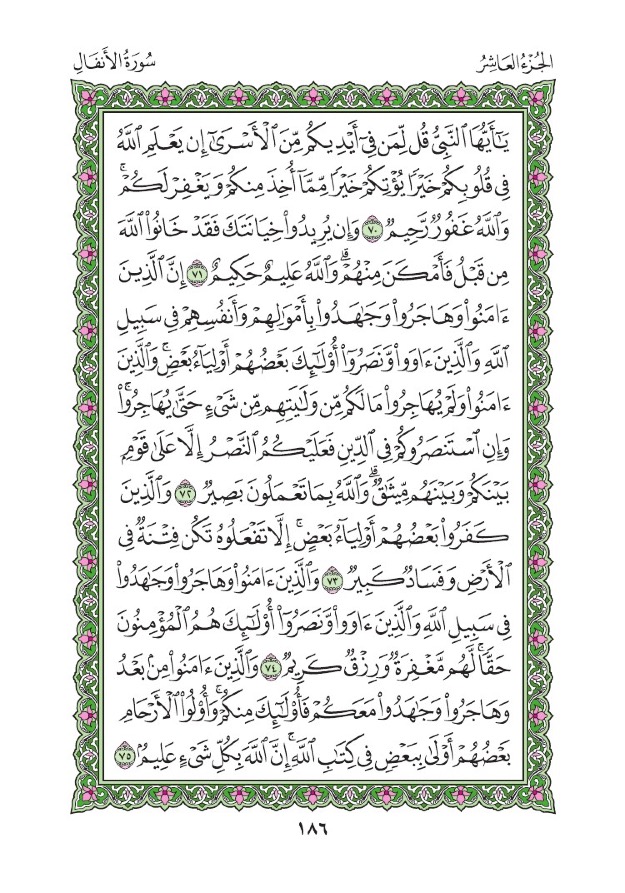 الجُزْءُ العَاشِرُ
سُورَةُ الأَنفَالِ
يَـٰٓأَيُّهَا ٱلنَّبِىُّ قُل لِّمَن فِىٓ أَيْدِيكُم مِّنَ ٱلْأَسْرَىٰٓ إِن يَعْلَمِ ٱللَّهُ
فِى قُلُوبِكُمْ خَيْرًا يُؤْتِكُمْ خَيْرًا مِّمَّآ أُخِذَ مِنكُمْ وَيَغْفِرْ لَكُمْ ۗ
وَٱللَّهُ غَفُورٌ رَّحِيمٌ ٧٠ وَإِن يُرِيدُوا۟ خِيَانَتَكَ فَقَدْ خَانُوا۟ ٱللَّهَ
مِن قَبْلُ فَأَمْكَنَ مِنْهُمْ ۗ وَٱللَّهُ عَلِيمٌ حَكِيمٌ ٧١ إِنَّ ٱلَّذِينَ
ءَامَنُوا۟ وَهَاجَرُوا۟ وَجَـٰهَدُوا۟ بِأَمْوَٰلِهِمْ وَأَنفُسِهِمْ فِى سَبِيلِ
ٱللَّهِ وَٱلَّذِينَ ءَاوَوا۟ وَّنَصَرُوٓا۟ أُو۟لَـٰٓئِكَ بَعْضُهُمْ أَوْلِيَآءُ بَعْضٍ ۚ وَٱلَّذِينَ
ءَامَنُوا۟ وَلَمْ يُهَاجِرُوا۟ مَا لَكُم مِّن وَلَـٰيَتِهِم مِّن شَىْءٍ حَتَّىٰ يُهَاجِرُوا۟ ۚ
وَإِنِ ٱسْتَنصَرُوكُمْ فِى ٱلدِّينِ فَعَلَيْكُمُ ٱلنَّصْرُ إِلَّا عَلَىٰ قَوْمٍۭ
بَيْنَكُمْ وَبَيْنَهُم مِّيثَـٰقٌ ۗ وَٱللَّهُ بِمَا تَعْمَلُونَ بَصِيرٌ ٧٢ وَٱلَّذِينَ
كَفَرُوا۟ بَعْضُهُمْ أَوْلِيَآءُ بَعْضٍ ۚ إِلَّا تَفْعَلُوهُ تَكُن فِتْنَةٌ فِى
ٱلْأَرْضِ وَفَسَادٌ كَبِيرٌ ٧٣ وَٱلَّذِينَ ءَامَنُوا۟ وَهَاجَرُوا۟ وَجَـٰهَدُوا۟
فِى سَبِيلِ ٱللَّهِ وَٱلَّذِينَ ءَاوَوا۟ وَّنَصَرُوٓا۟ أُو۟لَـٰٓئِكَ هُمُ ٱلْمُؤْمِنُونَ
حَقًّا ۚ لَّهُم مَّغْفِرَةٌ وَرِزْقٌ كَرِيمٌ ٧٤ وَٱلَّذِينَ ءَامَنُوا۟ مِنۢ بَعْدُ
وَهَاجَرُوا۟ وَجَـٰهَدُوا۟ مَعَكُمْ فَأُو۟لَـٰٓئِكَ مِنكُمْ ۚ وَأُو۟لُوا۟ ٱلْأَرْحَامِ
بَعْضُهُمْ أَوْلَىٰ بِبَعْضٍ فِى كِتَـٰبِ ٱللَّهِ ۗ إِنَّ ٱللَّهَ بِكُلِّ شَىْءٍ عَلِيمٌۢ ٧٥
١٨٦